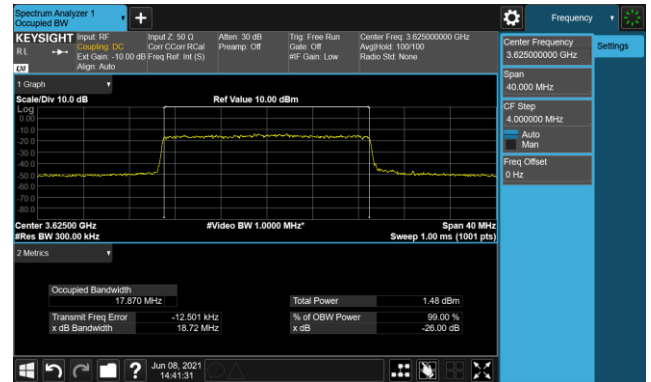 Spectrum Analyzer 1
Occupied BW
Frequency
KEYSIGHT Input: RF Input Z: 50 Ω Atten: 30 dB Trig: Free Run Center Freq: 3.625000000 GHz
RL Coupling: DC Corr CCorr RCal Preamp: Off Gate: Off Avg|Hold: 100/100
Ext Gain: -10.00 dB Freq Ref: Int (S) #IF Gain: Low Radio Std: None
Align: Auto
LXI
Center Frequency
3.625000000 GHz
Settings
Span
40.000 MHz
CF Step
4.000000 MHz
Auto
Man
Freq Offset
0 Hz
1 Graph
Scale/Div 10.0 dB Ref Value 10.00 dBm
Log
0.00
-10.0
-20.0
-30.0
-40.0
-50.0
-60.0
-70.0
-80.0
Center 3.62500 GHz #Video BW 1.0000 MHz* Span 40 MHz
#Res BW 300.00 kHz Sweep 1.00 ms (1001 pts)
2 Metrics
Occupied Bandwidth
17.870 MHz Total Power 1.48 dBm
Transmit Freq Error -12.501 kHz % of OBW Power 99.00 %
x dB Bandwidth 18.72 MHz x dB -26.00 dB
?
Jun 08, 2021
14:41:31